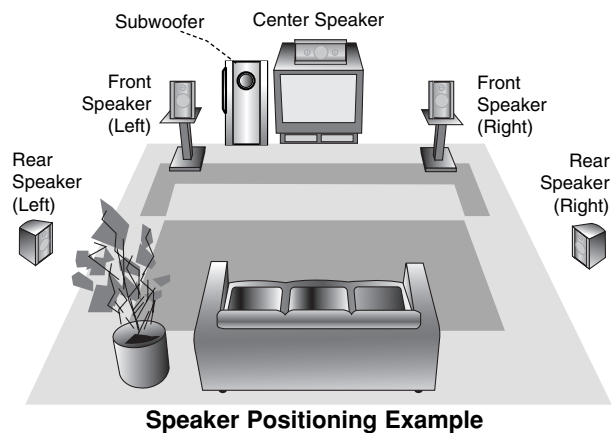 Subwoofer
Center Speaker
Front
Speaker
(Left)
Front
Speaker
(Right)
Rear
Speaker
(Left)
Rear
Speaker
(Right)
Speaker Positioning Example